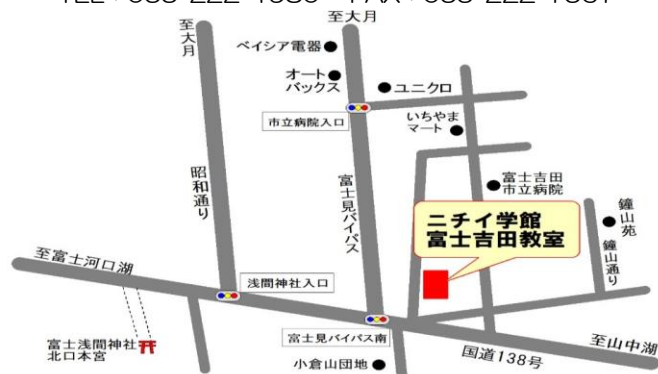 至大月
至大月
ベイシア電器
オート
バックス
ユニクロ
市立病院入口
いちやま
マート
昭和通り
富士見バイパス
富士吉田
市立病院
鐘山苑
鐘山通り
ニチイ学館
富士吉田教室
至富士河口湖
浅間神社入口
富士浅間神社
北口本宮
富士見バイパス南
小倉山団地
国道138号
至山中湖